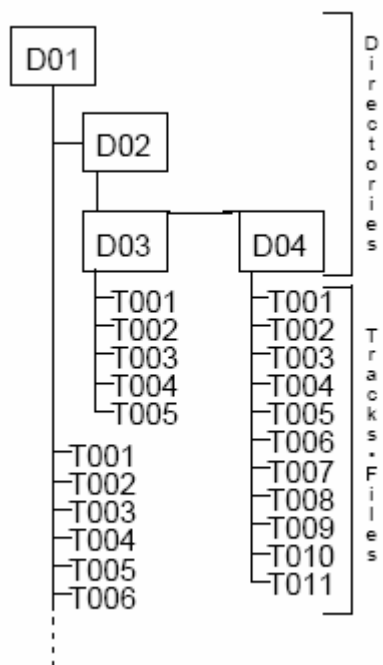 D01
D02
D03
D04
T001
T002
T003
T004
T005
T001
T002
T003
T004
T005
T006
T007
T008
T009
T010
T011
T001
T002
T003
T004
T005
T006
Directories
Tracks・Files